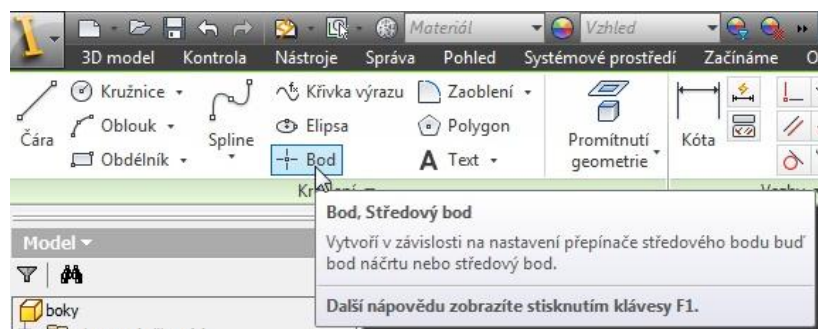 Materiál Vzhled
3D model Kontrola Nástroje Správa Pohled Systémové prostředí Začínáme
Čára
Kružnice
Oblouk
Obdélník
Spline
Křivka výrazu
Elipsa
Bod
Zaoblení
Polygon
A Text
Promítnutí
geometrie
Kóta
Bod, Středový bod
Vytvoří v závislosti na nastavení přepínače středového bodu buď
bod náčrtu nebo středový bod.
Další nápovědu zobrazíte stisknutím klávesy F1.
Model
boky